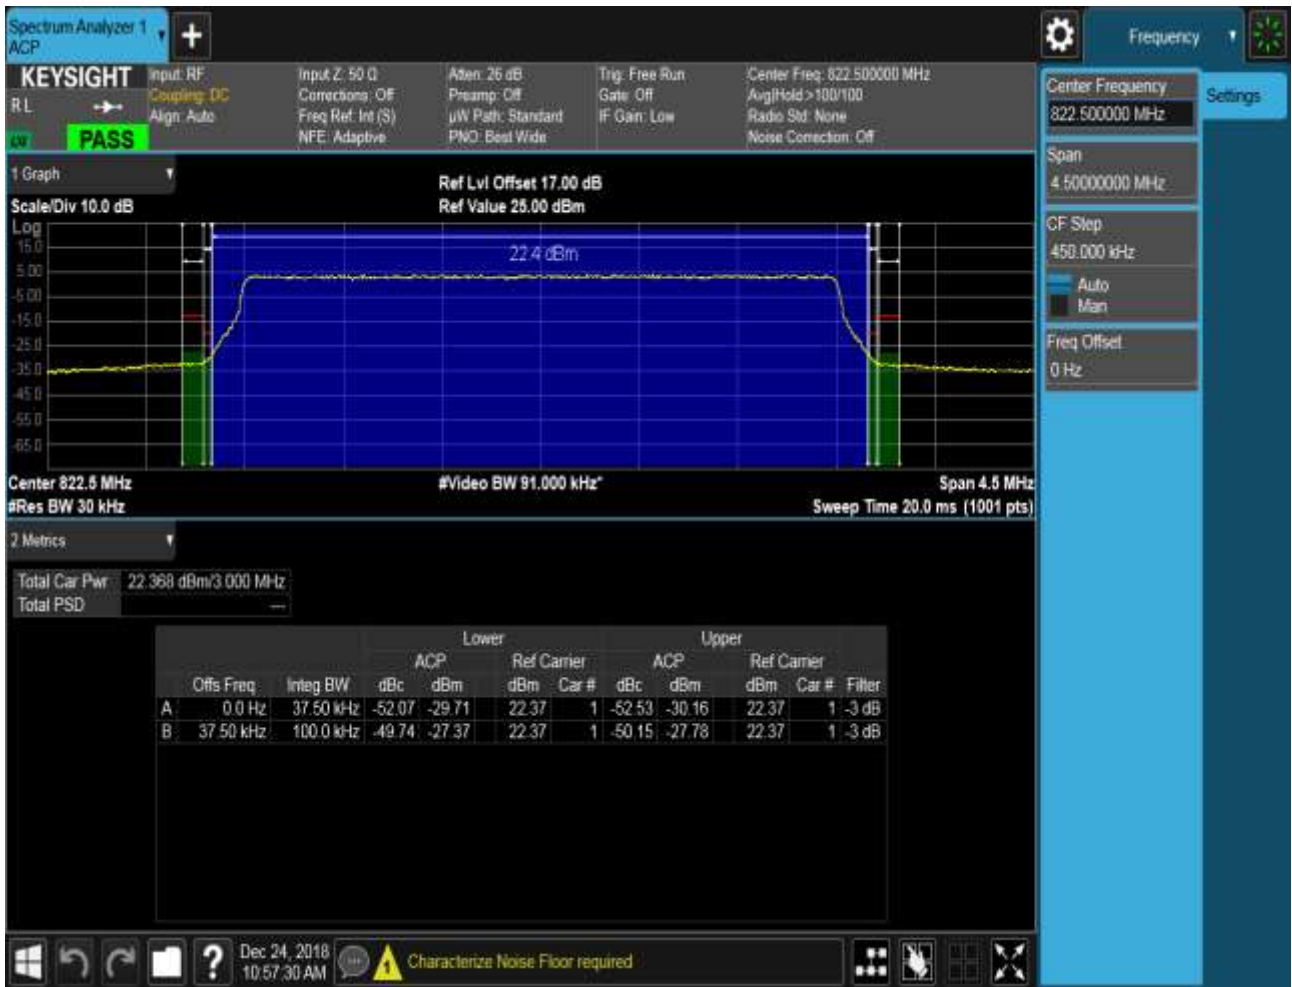 Spectrum Analyzer 1
ACP
Frequency
KEYSIGHT
RL
PASS
Input: RF
Coupling: DC
Align: Auto
Input Z: 50 Ω
Corrections: Off
Freq Ref: Int (S)
NFE: Adaptive
Atten: 26 dB
Preamp: Off
µW Path: Standard
PNO: Best Wide
Trig: Free Run
Gate: Off
IF Gain: Low
Center Freq: 822.500000 MHz
Avg|Hold:>100/100
Radio Std: None
Noise Correction: Off
Center Frequency
822.500000 MHz
Settings
Span
4.50000000 MHz
CF Step
450.000 kHz
Auto
Man
Freq Offset
0 Hz
1 Graph
Scale/Div 10.0 dB
Ref Lvl Offset 17.00 dB
Ref Value 25.00 dBm
Log
15.0
5.00
-5.00
-15.0
-25.0
-35.0
-45.0
-55.0
-65.0
22.4 dBm
Center 822.5 MHz
#Video BW 91.000 kHz*
Span 4.5 MHz
#Res BW 30 kHz
Sweep Time 20.0 ms (1001 pts)
2 Metrics
Total Car Pwr 22.368 dBm/3.000 MHz
Total PSD ---
Lower Upper
ACP Ref Carrier ACP Ref Carrier
Offs Freq Integ BW dBc dBm dBm Car # dBc dBm dBm Car # Filter
A 0.0 Hz 37.50 kHz -52.07 -29.71 22.37 1 -52.53 -30.16 22.37 1 -3 dB
B 37.50 kHz 100.0 kHz -49.74 -27.37 22.37 1 -50.15 -27.78 22.37 1 -3 dB
?
Dec 24, 2018
10:57:30 AM
1
Characterize Noise Floor required